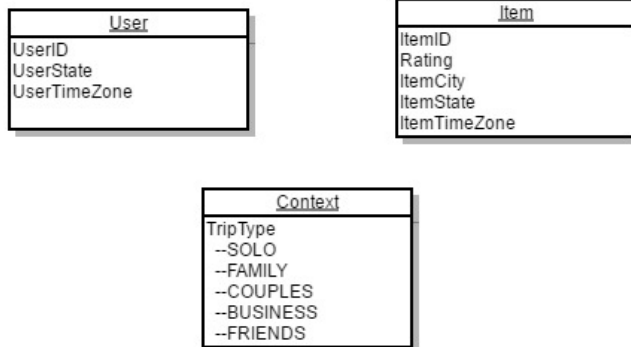 User
UserID
UserState
UserTimeZone
Item
ItemID
Rating
ItemCity
ItemState
ItemTimeZone
Context
TripType
--SOLO
--FAMILY
--COUPLES
--BUSINESS
--FRIENDS